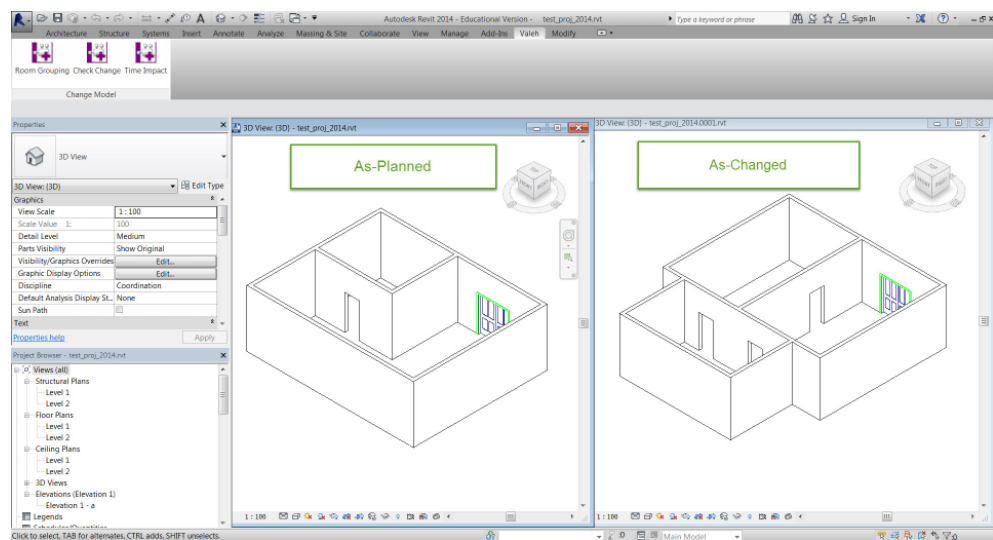 Autodesk Revit 2014 - Educational Version - test_proj_2014.rvt
Type a keyword or phrase
Sign In
Architecture Structure Systems Insert Annotate Analyze Massing & Site Collaborate View Manage Add-Ins Valeh Modify
Room Grouping Check Change Time Impact
Change Model
Properties
3D View
3D View: {3D}
Edit Type
Graphics
View Scale 1 : 100
Scale Value 1: 100
Detail Level Medium
Parts Visibility Show Original
Visibility/Graphics Overrides Edit...
Graphic Display Options Edit...
Discipline Coordination
Default Analysis Display St... None
Sun Path
Text
Properties help Apply
Project Browser - test_proj_2014.rvt
Views (all)
Structural Plans
Level 1
Level 2
Floor Plans
Level 1
Level 2
Ceiling Plans
Level 1
Level 2
3D Views
Elevations (Elevation 1)
Elevation 1 - a
Legends
Schedules/Quantities
Click to select, TAB for alternates, CTRL adds, SHIFT unselects.
3D View: {3D} - test_proj_2014.rvt
As-Planned
1 : 100
3D View: {3D} - test_proj_2014.0001.rvt
As-Changed
1 : 100
:0
Main Model
:0